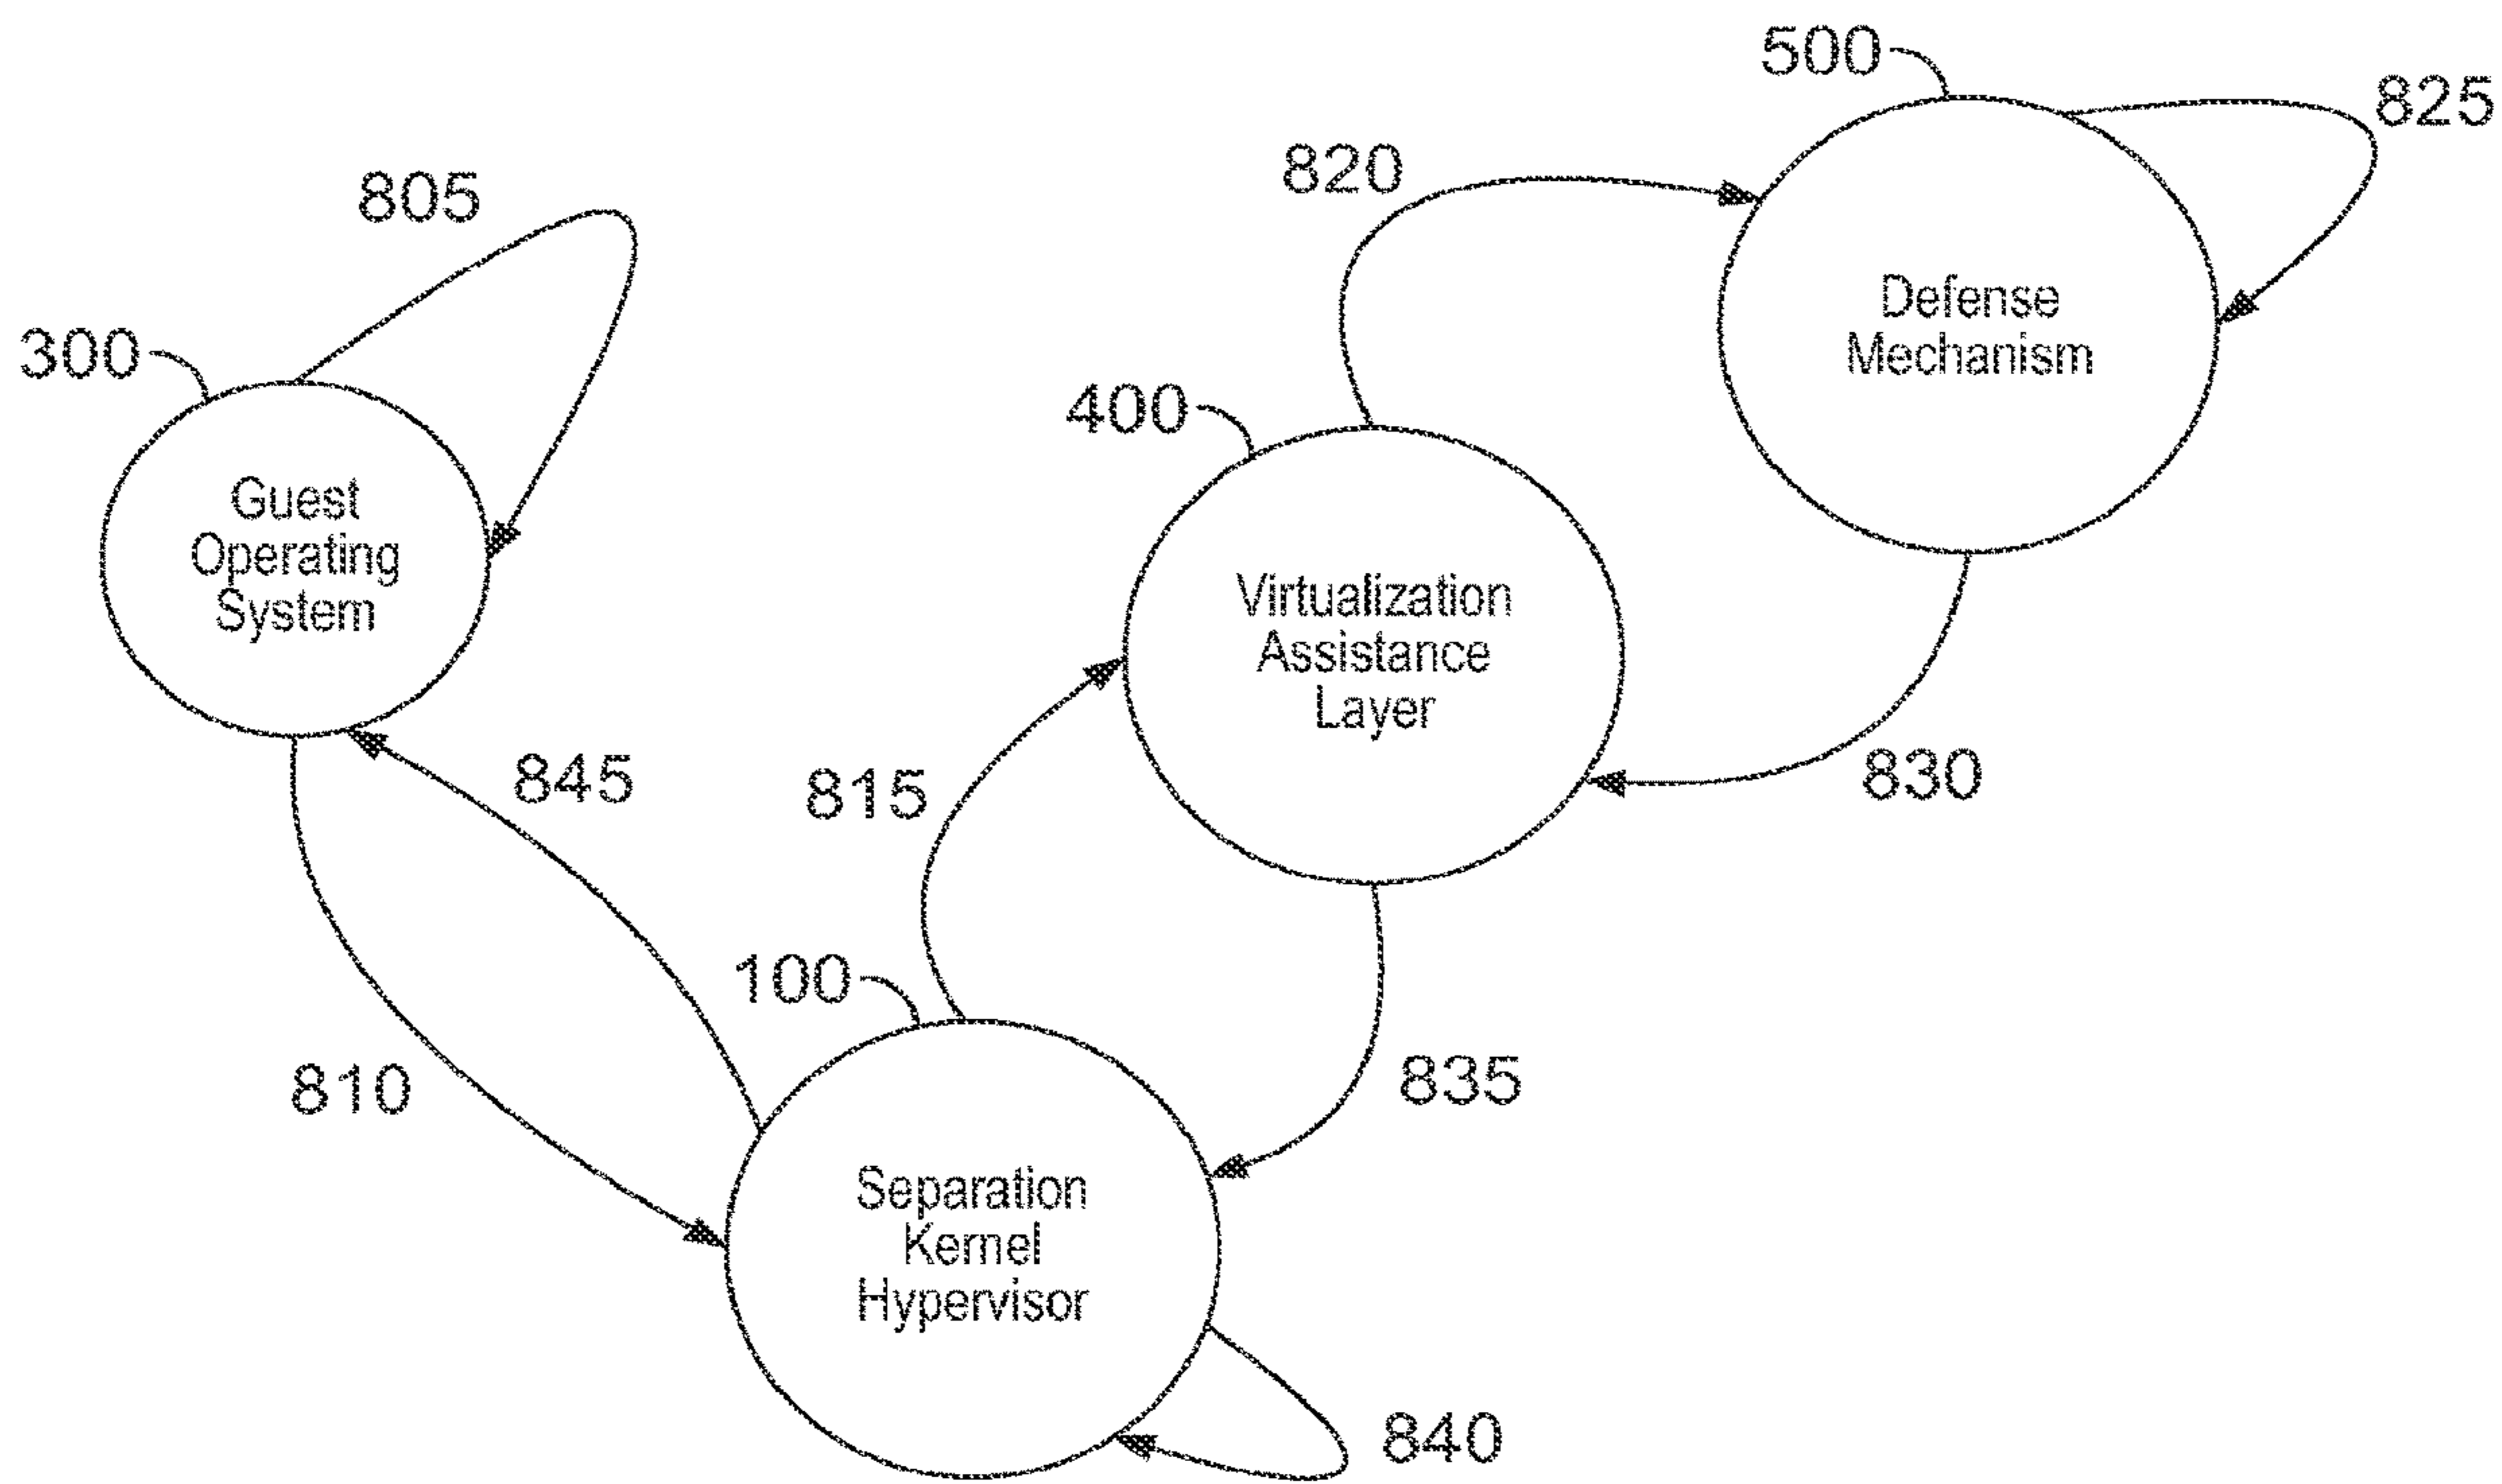 500
825
820
805
300
Defense
Mechanism
400
Guest
Operating
System
Virtualization
Assistance
Layer
845
815
830
100
810
835
Separation
Kernel
Hypervisor
840